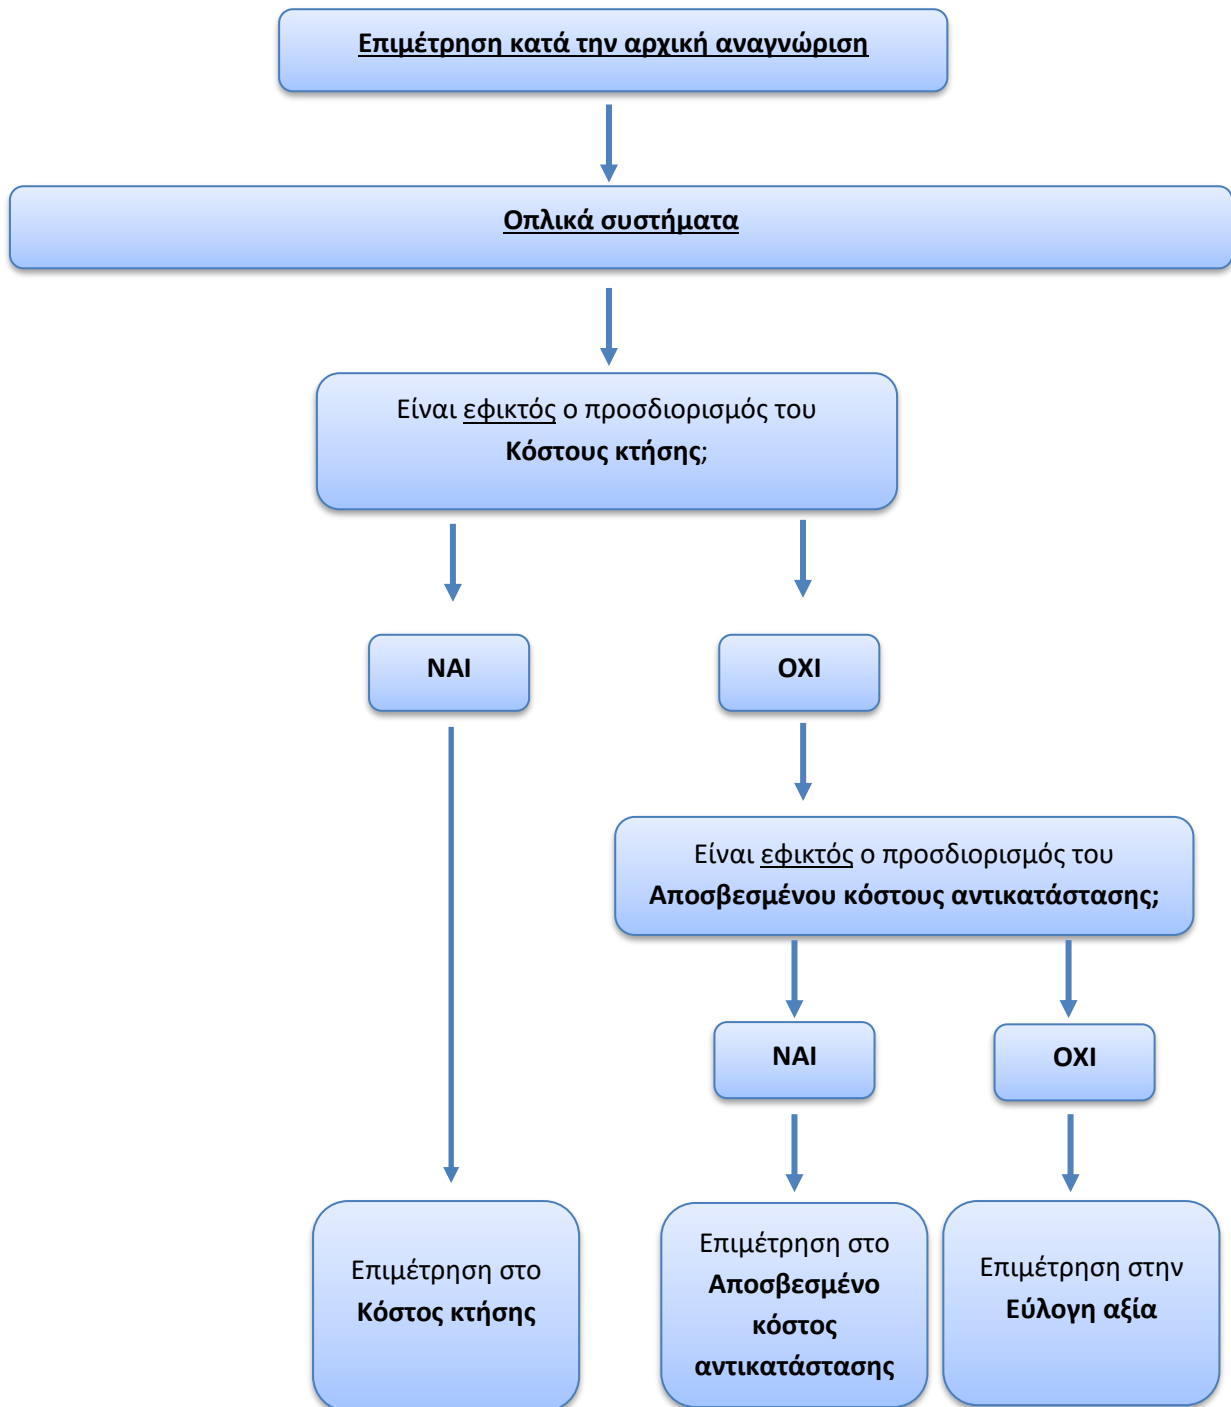 Επιμέτρηση κατά την αρχική αναγνώριση
Οπλικά συστήματα
Είναι εφικτός ο προσδιορισμός του
Κόστους κτήσης;
ΝΑΙ
ΟΧΙ
Είναι εφικτός ο προσδιορισμός του
Αποσβεσμένου κόστους αντικατάστασης;
ΝΑΙ
ΟΧΙ
Επιμέτρηση στο
Κόστος κτήσης
Επιμέτρηση στο
Αποσβεσμένο
κόστος
αντικατάστασης
Επιμέτρηση στην
Εύλογη αξία